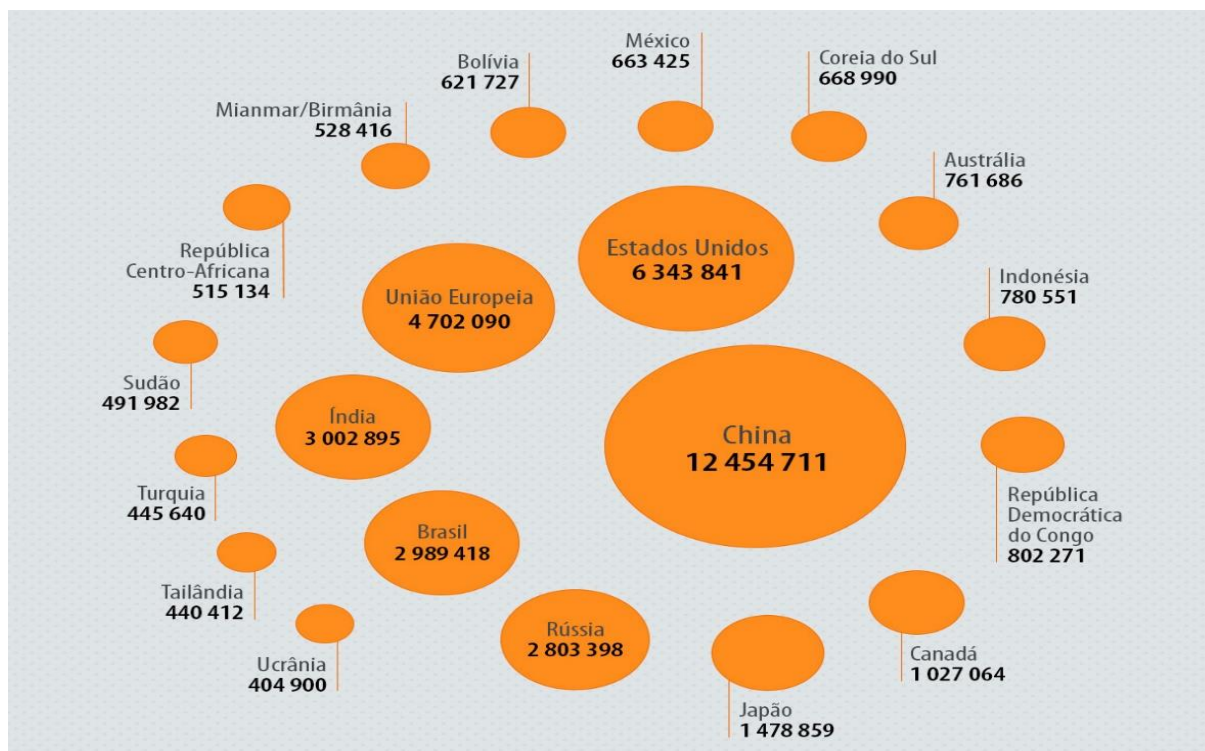 México
663 425
Coreia do Sul
668 990
Bolívia
621 727
Mianmar/Birmânia
528 416
Austrália
761 686
República
Centro-Africana
515 134
Estados Unidos
6 343 841
União Europeia
4 702 090
Indonésia
780 551
Sudão
491 982
Índia
3 002 895
China
12 454 711
Turquia
445 640
República
Democrática
do Congo
802 271
Brasil
2 989 418
Tailândia
440 412
Rússia
2 803 398
Ucrânia
404 900
Canadá
1 027 064
Japão
1 478 859